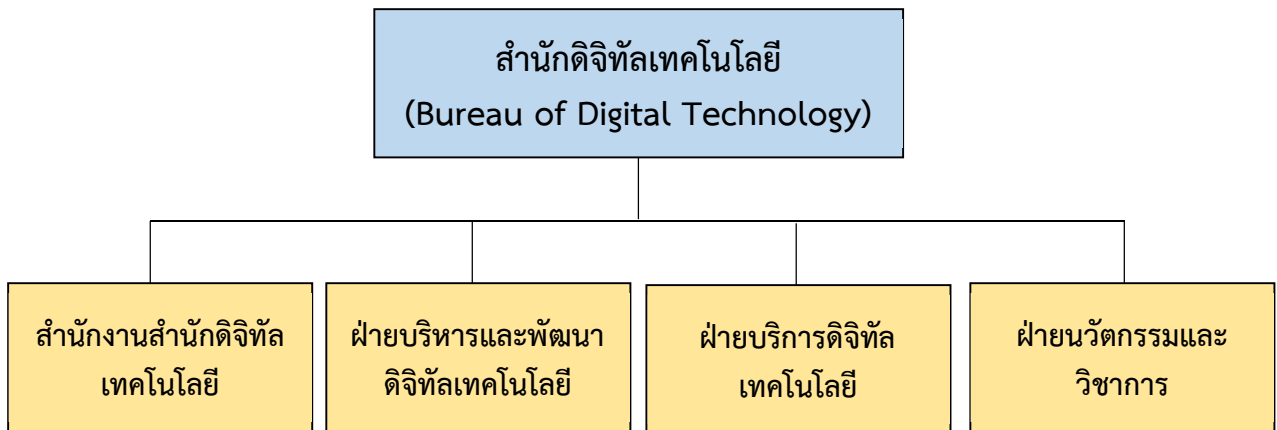 สำนักดิจิทัลเทคโนโลยี
(Bureau of Digital Technology)
สำนักงานสำนักดิจิทัล
เทคโนโลยี
ฝ่ายบริหารและพัฒนา
ดิจิทัลเทคโนโลยี
ฝ่ายบริการดิจิทัล
เทคโนโลยี
ฝ่ายนวัตกรรมและ
วิชาการ